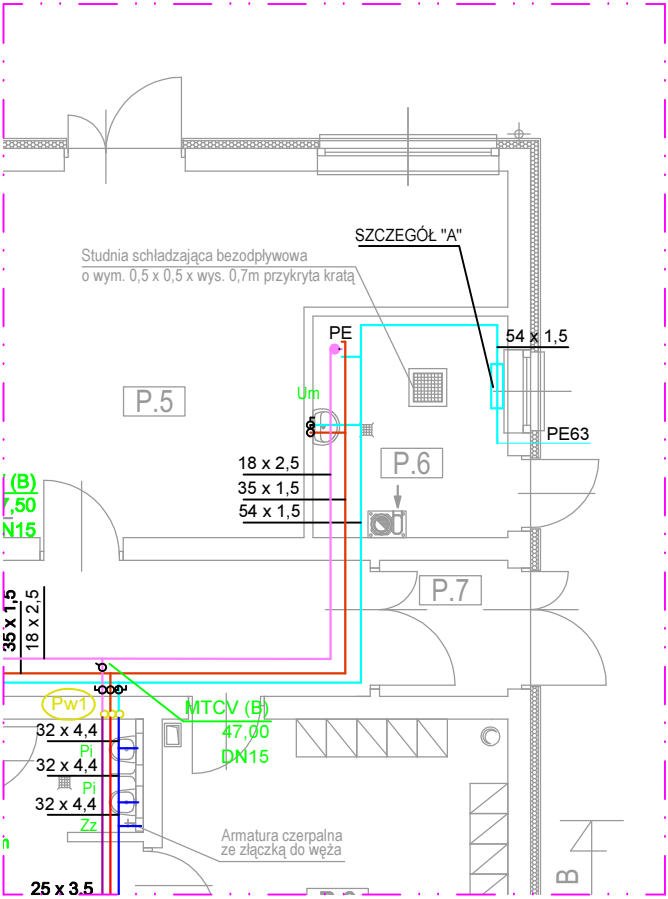 SZCZEGÓŁ "A"
Studnia schładzająca bezodpływowa
o wym. 0,5 x 0,5 x wys. 0,7m przykryta kratą
PE
54 x 1,5
Um
P.5
PE63
P.6
18 x 2,5
35 x 1,5
54 x 1,5
(B)
7,50
N15
P.7
35 x 1,5
18 x 2,5
Pw1
MTCV (B)
47,00
DN15
32 x 4,4
Pi
32 x 4,4
Pi
32 x 4,4
Zz
Armatura czerpalna
ze złączką do węża
B
25 x 3,5